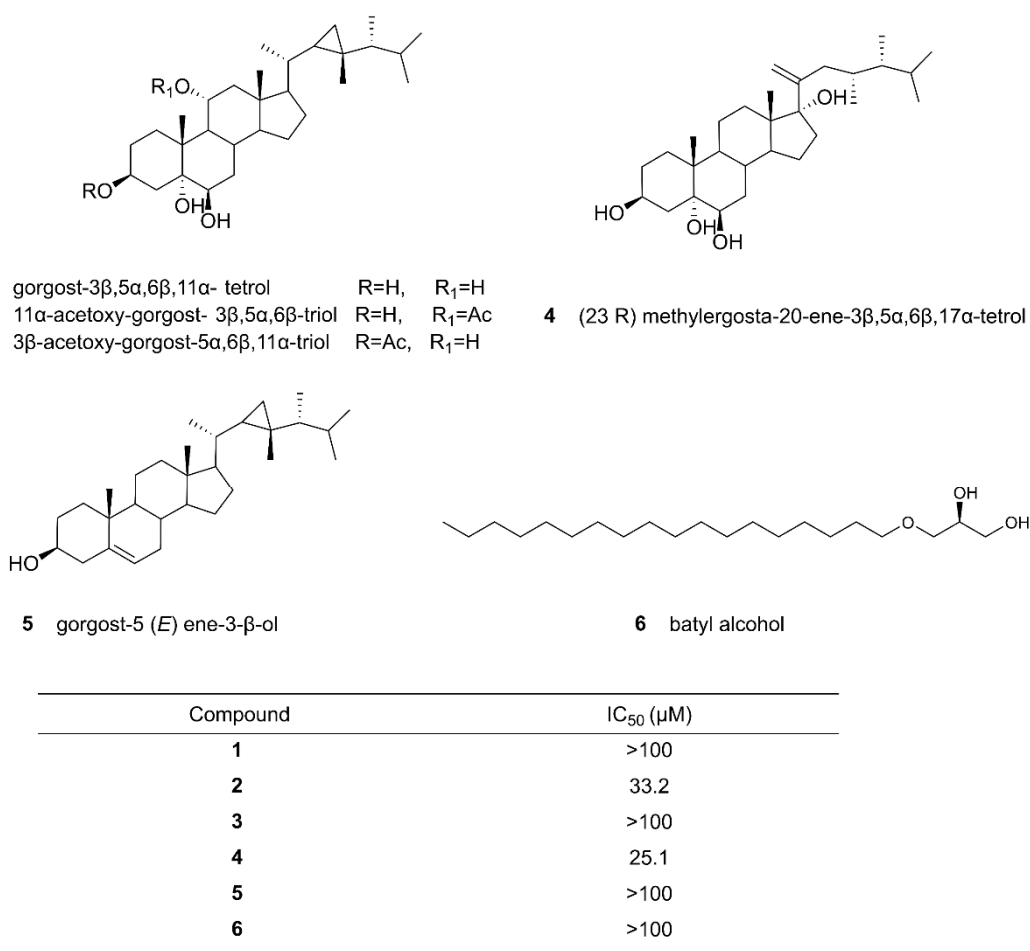 R₁O
RO
OH
OH
gorgost-3β,5α,6β,11α- tetrol R=H, R₁=H
11α-acetoxy-gorgost- 3β,5α,6β-triol R=H, R₁=Ac
3β-acetoxy-gorgost-5α,6β,11α-triol R=Ac, R₁=H
OH
HO
OH
OH
4 (23 R) methylergosta-20-ene-3β,5α,6β,17α-tetrol
HO
5 gorgost-5 (E) ene-3-β-ol
O
OH
OH
6 batyl alcohol
Compound IC₅₀ (µM)
1 >100
2 33.2
3 >100
4 25.1
5 >100
6 >100